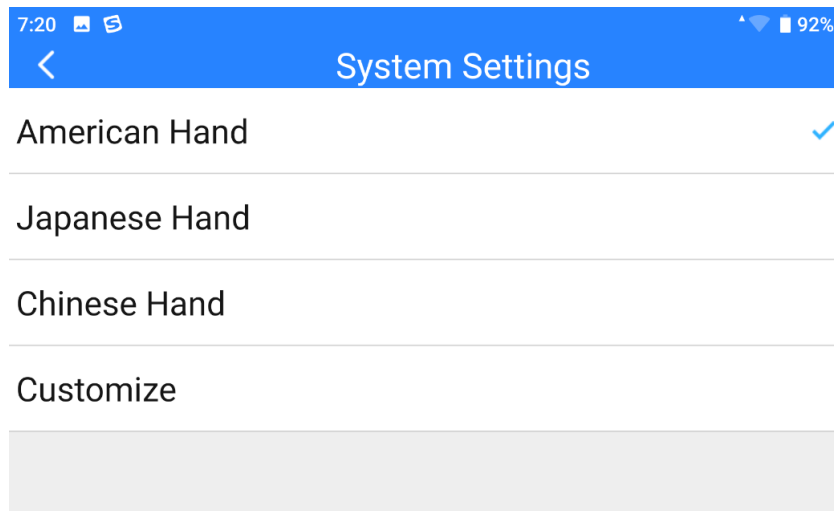 7:20 92%
System Settings
American Hand
Japanese Hand
Chinese Hand
Customize